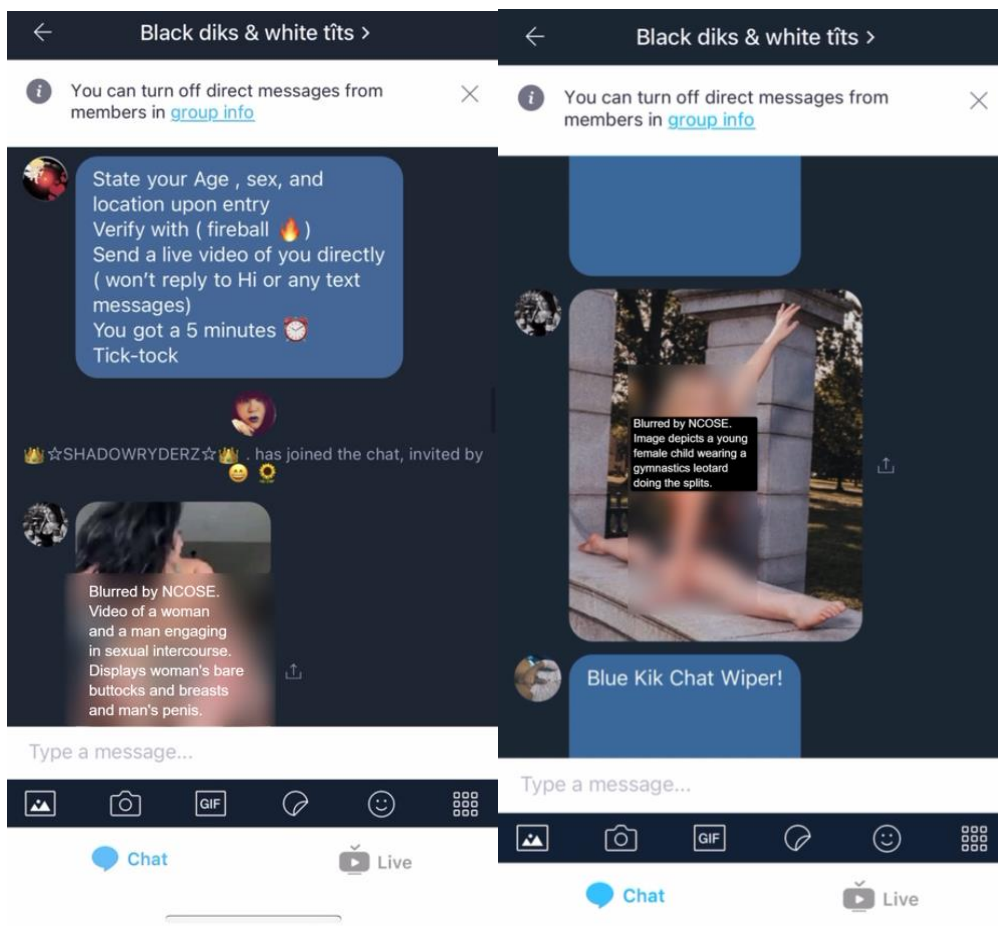 Black diks & white tîts >
You can turn off direct messages from
members in group info
State your Age , sex, and
location upon entry
Verify with ( fireball 🔥 )
Send a live video of you directly
( won't reply to Hi or any text
messages)
You got a 5 minutes ⏰
Tick-tock
👑☆SHADOWRYDERZ☆👑 . has joined the chat, invited by
😄 🌻
Blurred by NCOSE.
Video of a woman
and a man engaging
in sexual intercourse.
Displays woman's bare
buttocks and breasts
and man's penis.
Type a message...
GIF
Chat
Live
Black diks & white tîts >
You can turn off direct messages from
members in group info
Blurred by NCOSE.
Image depicts a young
female child wearing a
gymnastics leotard
doing the splits.
Blue Kik Chat Wiper!
Type a message...
GIF
Chat
Live